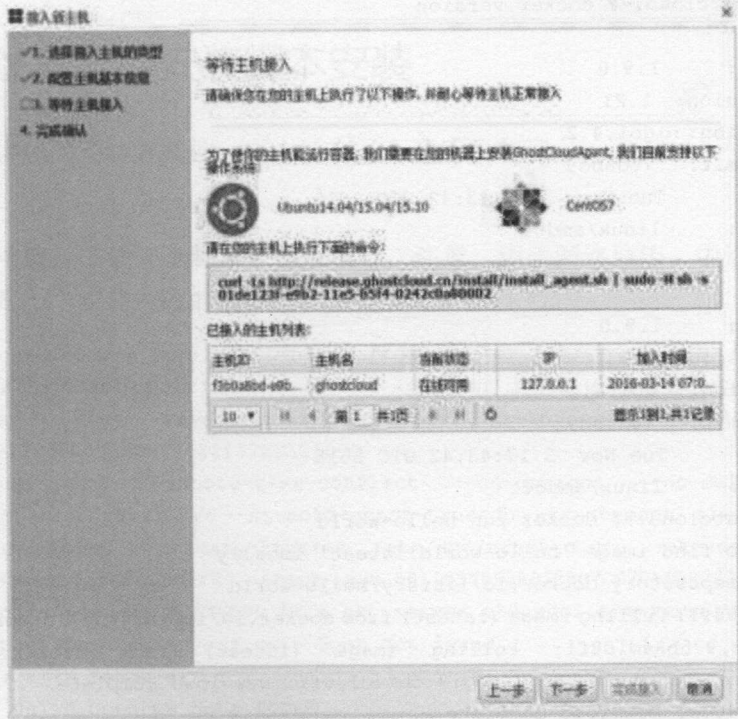 接入新主机
✓1. 选择接入主机的类型
✓2. 配置主机基本信息
3. 等待主机接入
4. 完成确认
等待主机接入
请确保您在您的主机上执行了以下操作, 并耐心等待主机正常接入
为了使你的主机能运行容器, 我们需要在您的机器上安装GhostCloudAgent, 我们目前支持以下
操作系统:
Ubuntu14.04/15.04/15.10
CentOS7
请在您的主机上执行下面的命令:
curl -Ls http://release.ghostcloud.cn/install/install_agent.sh | sudo -H sh -s
01de123f-e9b2-11e5-b5f4-0242c0a80002
已接入的主机列表:
主机ID 主机名 当前状态 IP 加入时间
f3b0a8bd-e9b... ghostcloud 在线可用 127.0.0.1 2016-03-14 07:0...
10 第 1 共1页 显示1到1,共1记录
上一步 下一步 完成接入 取消